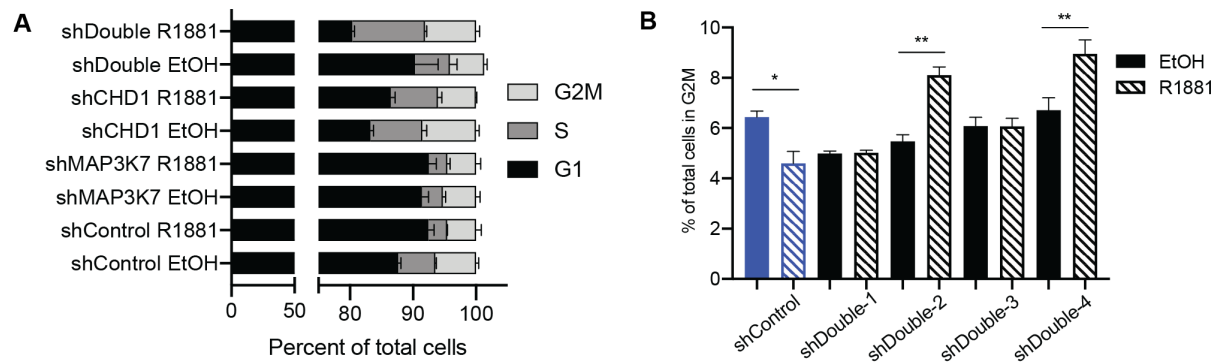 A
shDouble R1881
shDouble EtOH
shCHD1 R1881
shCHD1 EtOH
shMAP3K7 R1881
shMAP3K7 EtOH
shControl R1881
shControl EtOH
0 50 80 90 100
Percent of total cells
G2M
S
G1
B
% of total cells in G2M
10
8
6
4
2
0
*
**
**
shControl
shDouble-1
shDouble-2
shDouble-3
shDouble-4
EtOH
R1881